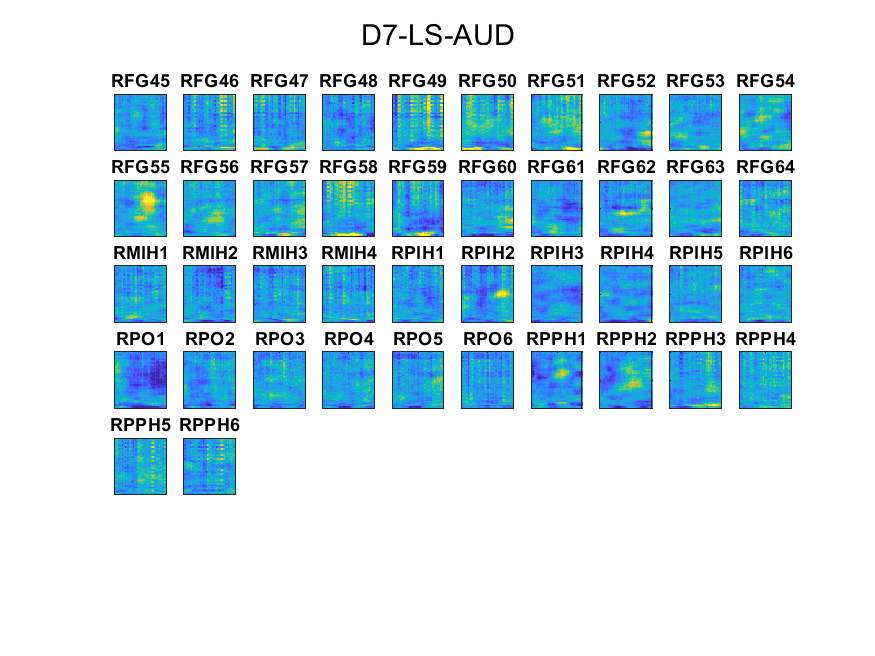 D7-LS-AUD
RFG45 RFG46 RFG47 RFG48 RFG49 RFG50 RFG51 RFG52 RFG53 RFG54
RFG55 RFG56 RFG57 RFG58 RFG59 RFG60 RFG61 RFG62 RFG63 RFG64
RMIH1 RMIH2 RMIH3 RMIH4 RPIH1 RPIH2 RPIH3 RPIH4 RPIH5 RPIH6
RPO1 RPO2 RPO3 RPO4 RPO5 RPO6 RPPH1 RPPH2 RPPH3 RPPH4
RPPH5 RPPH6